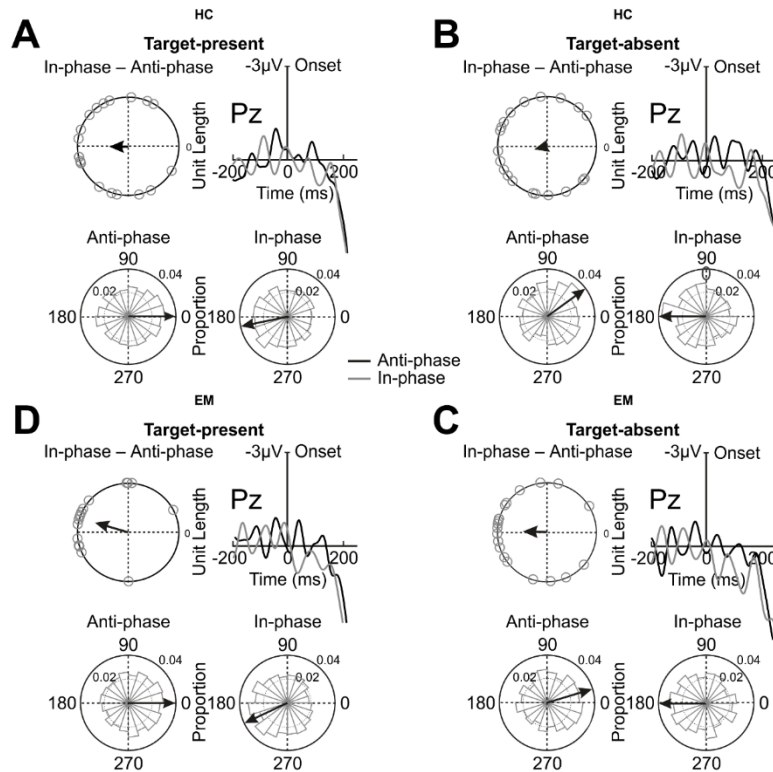 HC
A
Target-present
In-phase – Anti-phase
-3µV
Onset
Pz
0
Unit Length
-200
0
200
Time (ms)
Anti-phase
In-phase
90
90
0.04
0.04
0.02
0.02
180
0
180
0
Proportion
270
270
HC
B
Target-absent
In-phase – Anti-phase
-3µV
Onset
Pz
0
Unit Length
-200
0
200
Time (ms)
Anti-phase
In-phase
90
90
0.04
0.04
0.02
0.02
180
0
180
0
Proportion
270
270
Anti-phase
In-phase
EM
D
Target-present
In-phase – Anti-phase
-3µV
Onset
Pz
0
Unit Length
-200
0
200
Time (ms)
Anti-phase
In-phase
90
90
0.04
0.04
0.02
0.02
180
0
180
0
Proportion
270
270
EM
C
Target-absent
In-phase – Anti-phase
-3µV
Onset
Pz
0
Unit Length
-200
0
200
Time (ms)
Anti-phase
In-phase
90
90
0.04
0.04
0.02
0.02
180
0
180
0
Proportion
270
270